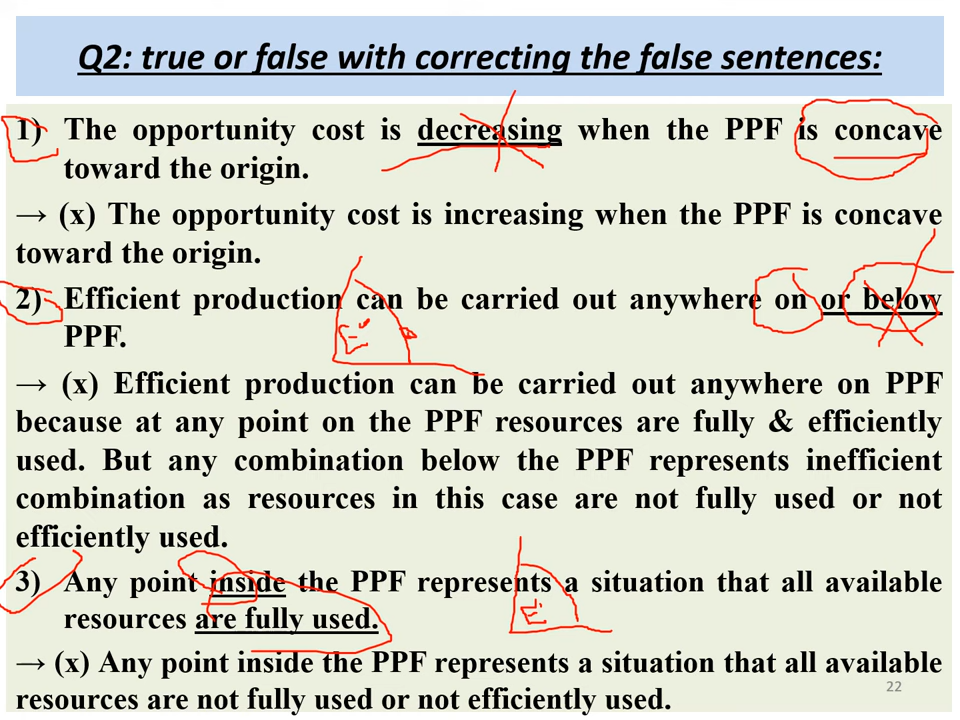 Q2: true or false with correcting the false sentences:
1) The opportunity cost is decreasing when the PPF is concave
toward the origin.
→ (x) The opportunity cost is increasing when the PPF is concave
toward the origin.
2) Efficient production can be carried out anywhere on or below
PPF.
→ (x) Efficient production can be carried out anywhere on PPF
because at any point on the PPF resources are fully & efficiently
used. But any combination below the PPF represents inefficient
combination as resources in this case are not fully used or not
efficiently used.
3) Any point inside the PPF represents a situation that all available
resources are fully used.
→ (x) Any point inside the PPF represents a situation that all available
resources are not fully used or not efficiently used.
22